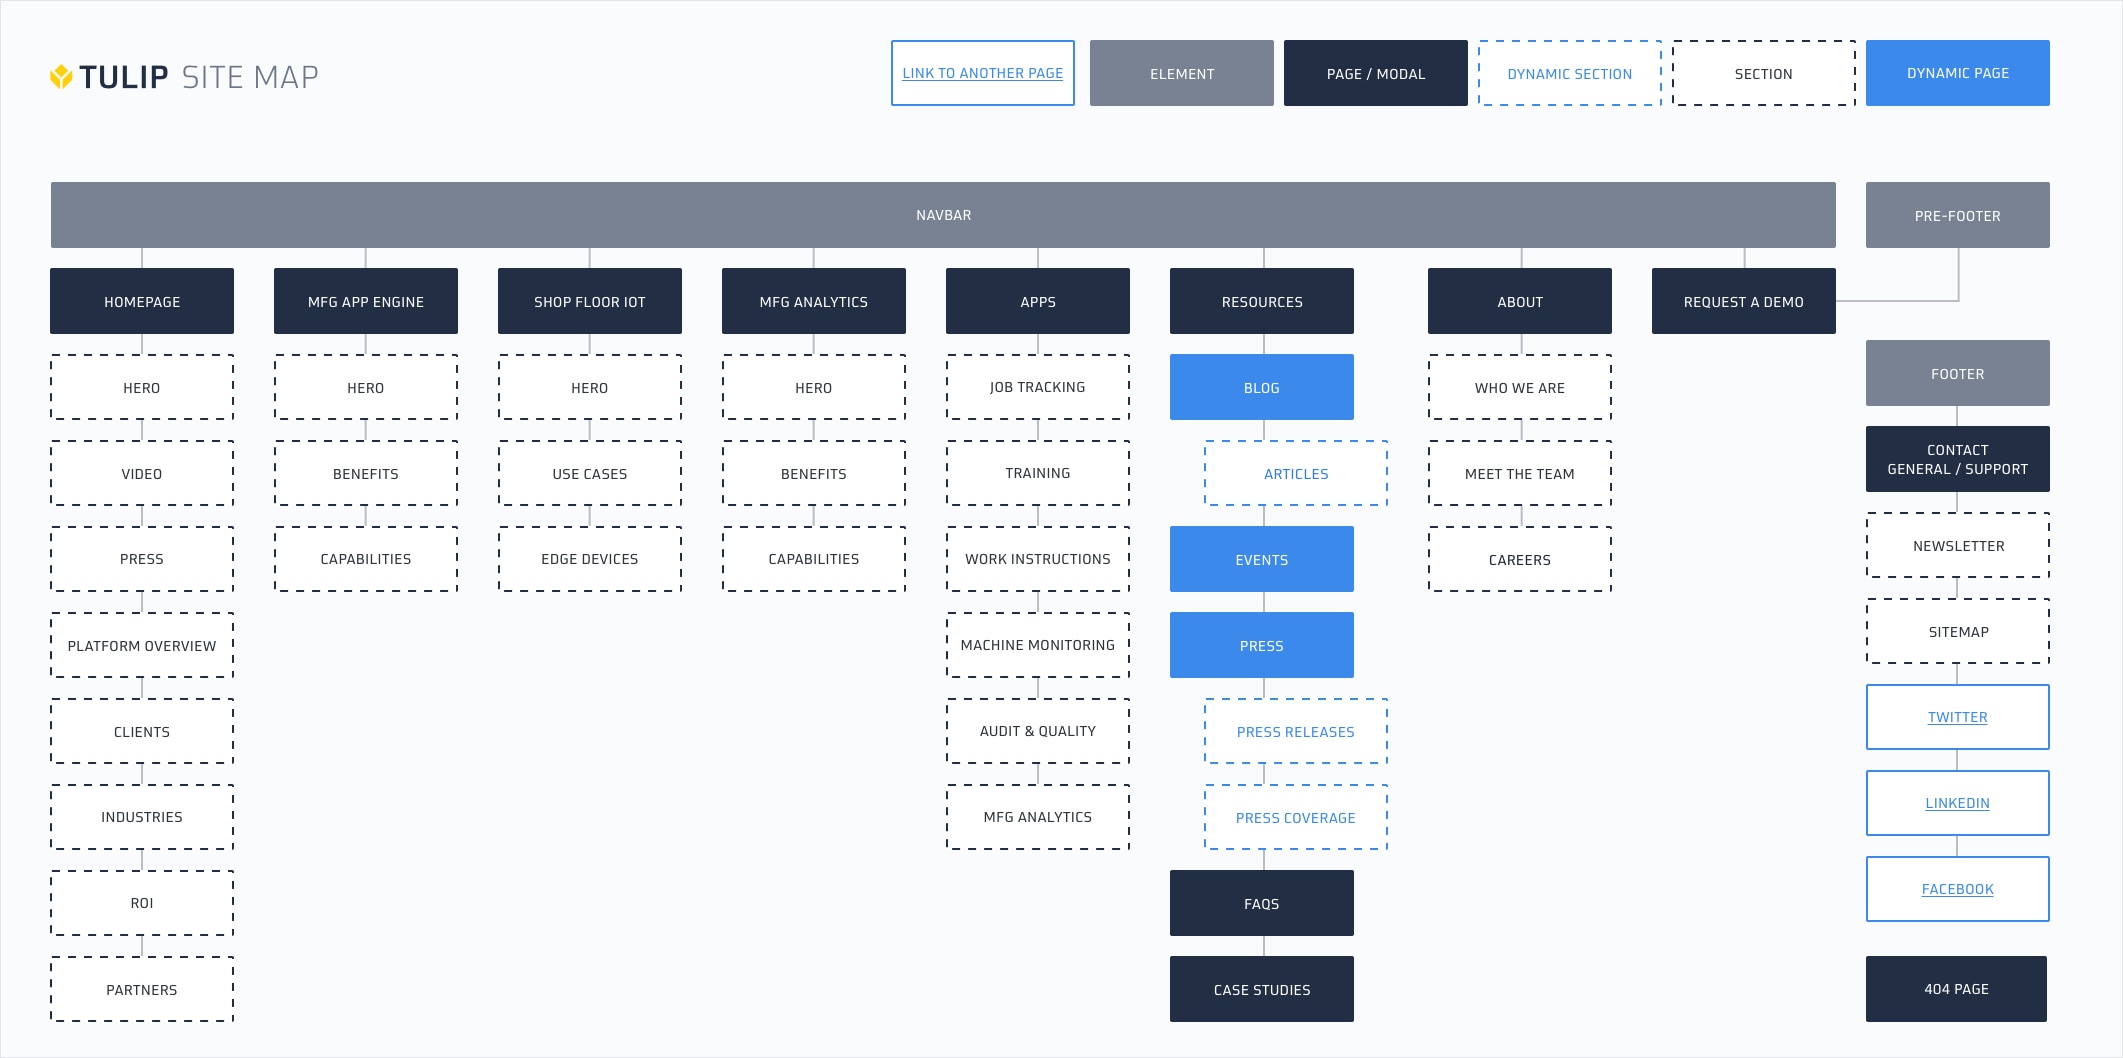 TULIP SITE MAP
LINK TO ANOTHER PAGE
ELEMENT
PAGE / MODAL
DYNAMIC SECTION
SECTION
DYNAMIC PAGE
NAVBAR
PRE-FOOTER
HOMEPAGE
HERO
VIDEO
PRESS
PLATFORM OVERVIEW
CLIENTS
INDUSTRIES
ROI
PARTNERS
MFG APP ENGINE
HERO
BENEFITS
CAPABILITIES
SHOP FLOOR IOT
HERO
USE CASES
EDGE DEVICES
MFG ANALYTICS
HERO
BENEFITS
CAPABILITIES
APPS
JOB TRACKING
TRAINING
WORK INSTRUCTIONS
MACHINE MONITORING
AUDIT & QUALITY
MFG ANALYTICS
RESOURCES
BLOG
ARTICLES
EVENTS
PRESS
PRESS RELEASES
PRESS COVERAGE
FAQS
CASE STUDIES
ABOUT
WHO WE ARE
MEET THE TEAM
CAREERS
REQUEST A DEMO
FOOTER
CONTACT
GENERAL / SUPPORT
NEWSLETTER
SITEMAP
TWITTER
LINKEDIN
FACEBOOK
404 PAGE